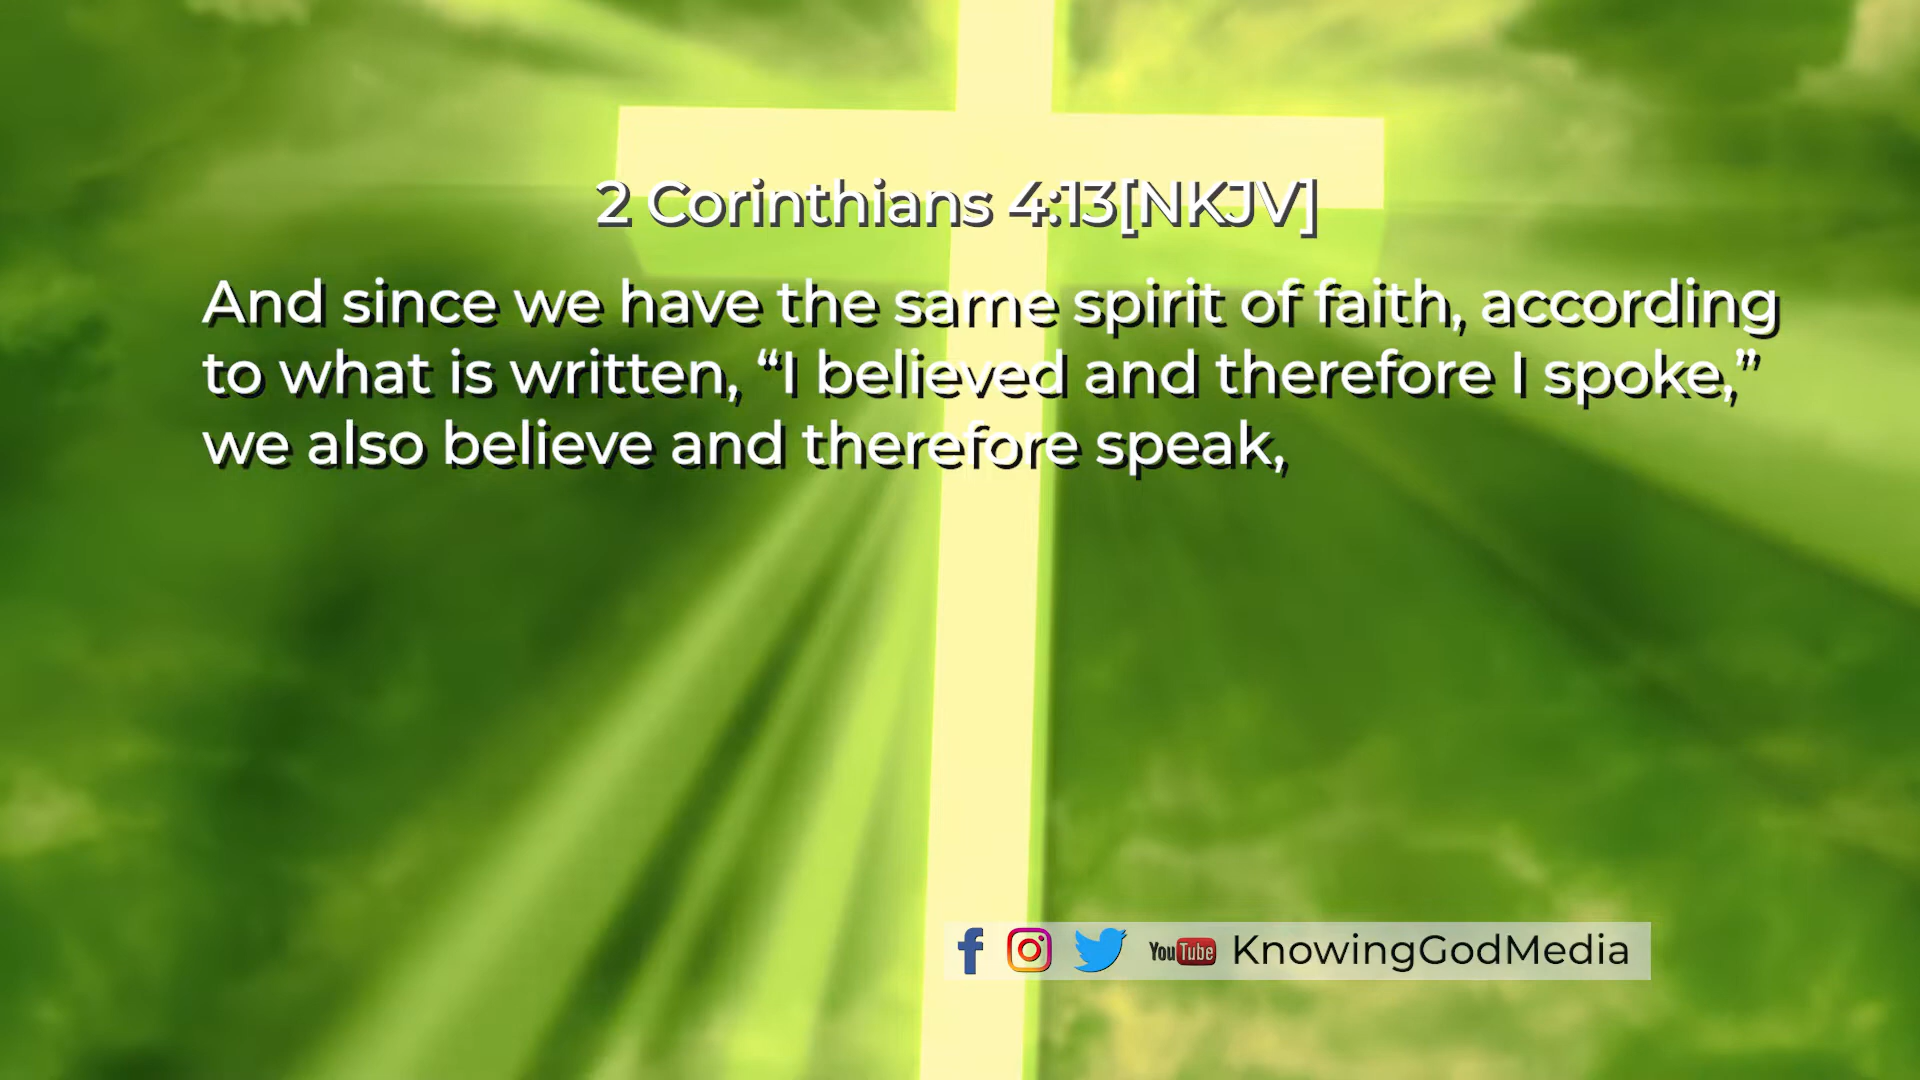 2 Corinthians 4:13[NKJV]
And since we have the same spirit of faith, according
to what is written, “I believed and therefore I spoke,”
we also believe and therefore speak,
YouTube KnowingGodMedia